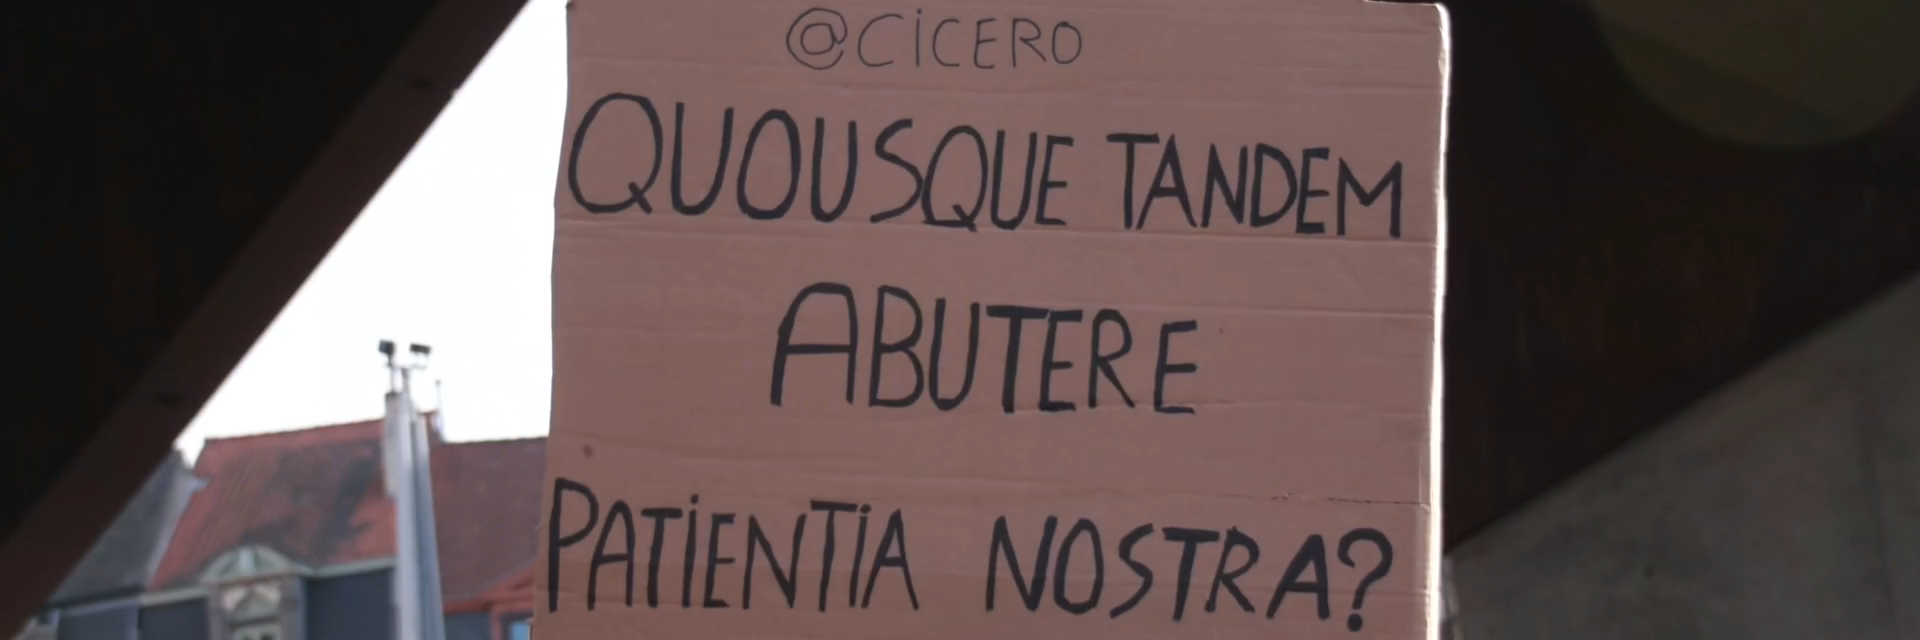 @CICERO
QUOUSQUE TANDEM
ABUTERE
PATIENTIA NOSTRA?